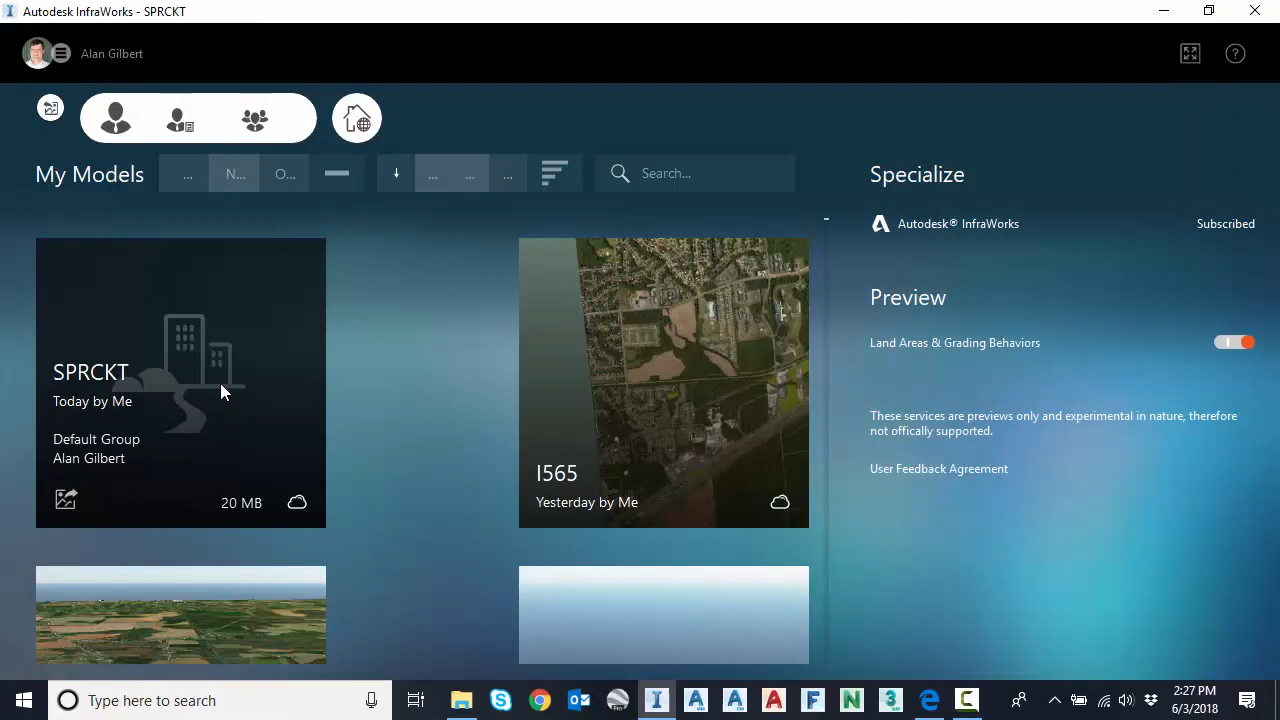 Autodesk InfraWorks - SPRCKT
Alan Gilbert
My Models
...
N...
O...
...
...
...
Search...
Specialize
Autodesk® InfraWorks
Subscribed
SPRCKT
Today by Me
Default Group
Alan Gilbert
20 MB
I565
Yesterday by Me
Preview
Land Areas & Grading Behaviors
These services are previews only and experimental in nature, therefore
not offically supported.
User Feedback Agreement
Type here to search
2:27 PM
6/3/2018